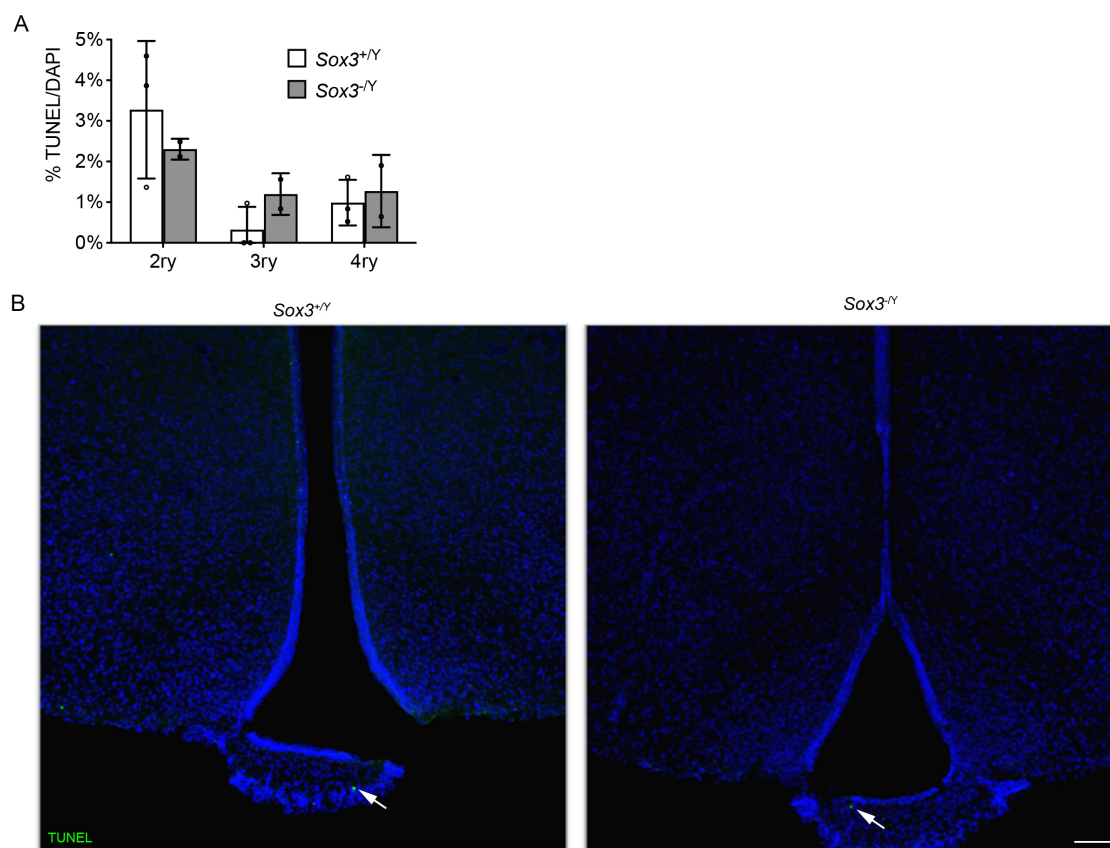 A
% TUNEL/DAPI
5%
4%
3%
2%
1%
0%
Sox3+/Y
Sox3-/Y
2ry
3ry
4ry
B
Sox3+/Y
Sox3-/Y
TUNEL